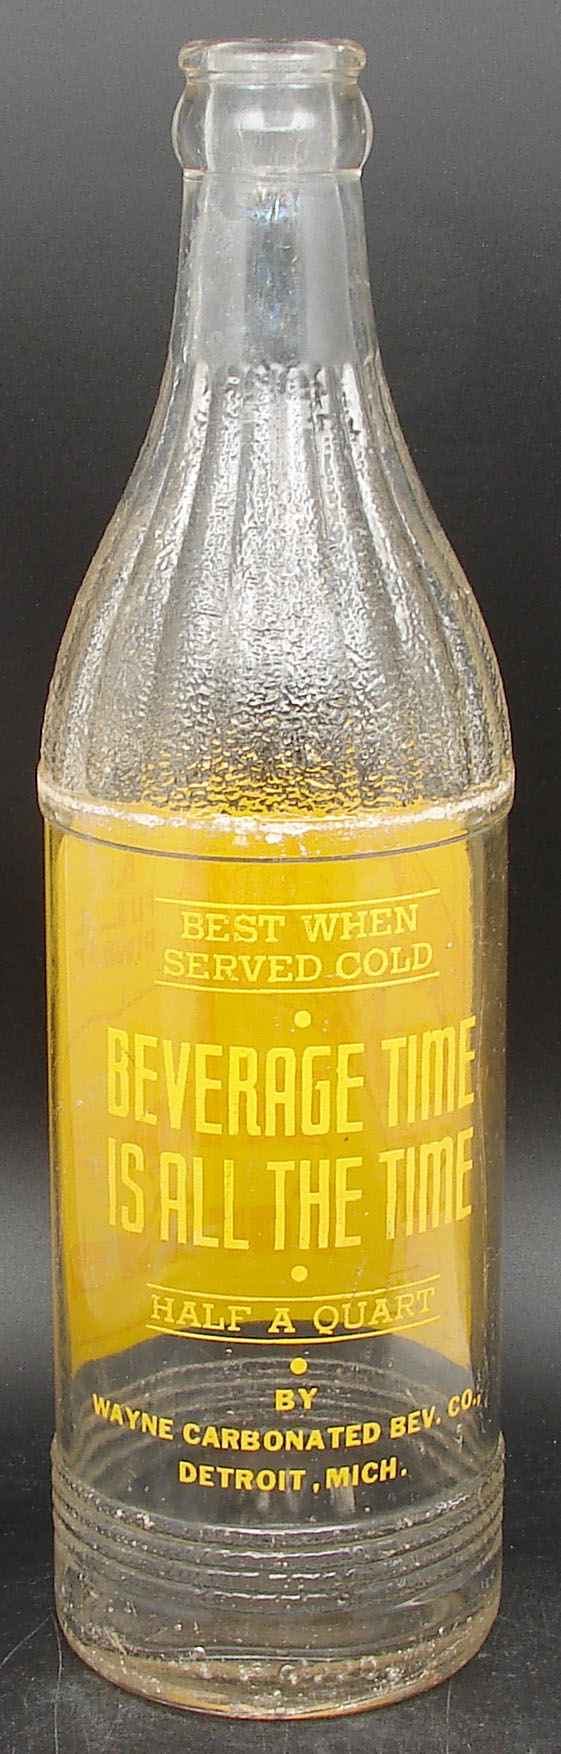 BEST WHEN
SERVED COLD
BEVERAGE TIME
IS ALL THE TIME
HALF A QUART
BY
WAYNE CARBONATED BEV. CO.,
DETROIT, MICH.